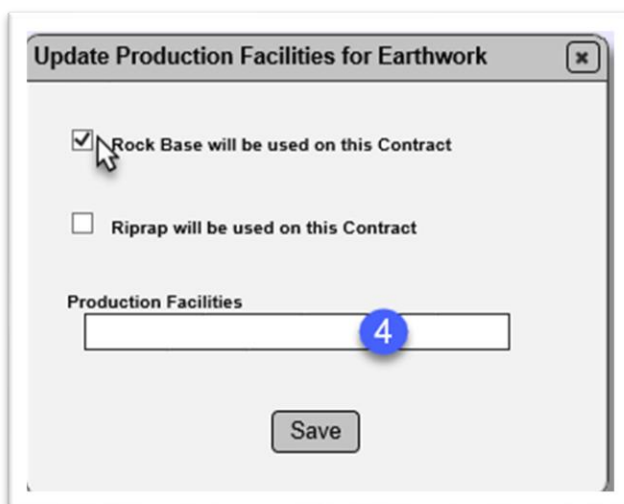 Update Production Facilities for Earthwork
Rock Base will be used on this Contract
Riprap will be used on this Contract
Production Facilities
4
Save